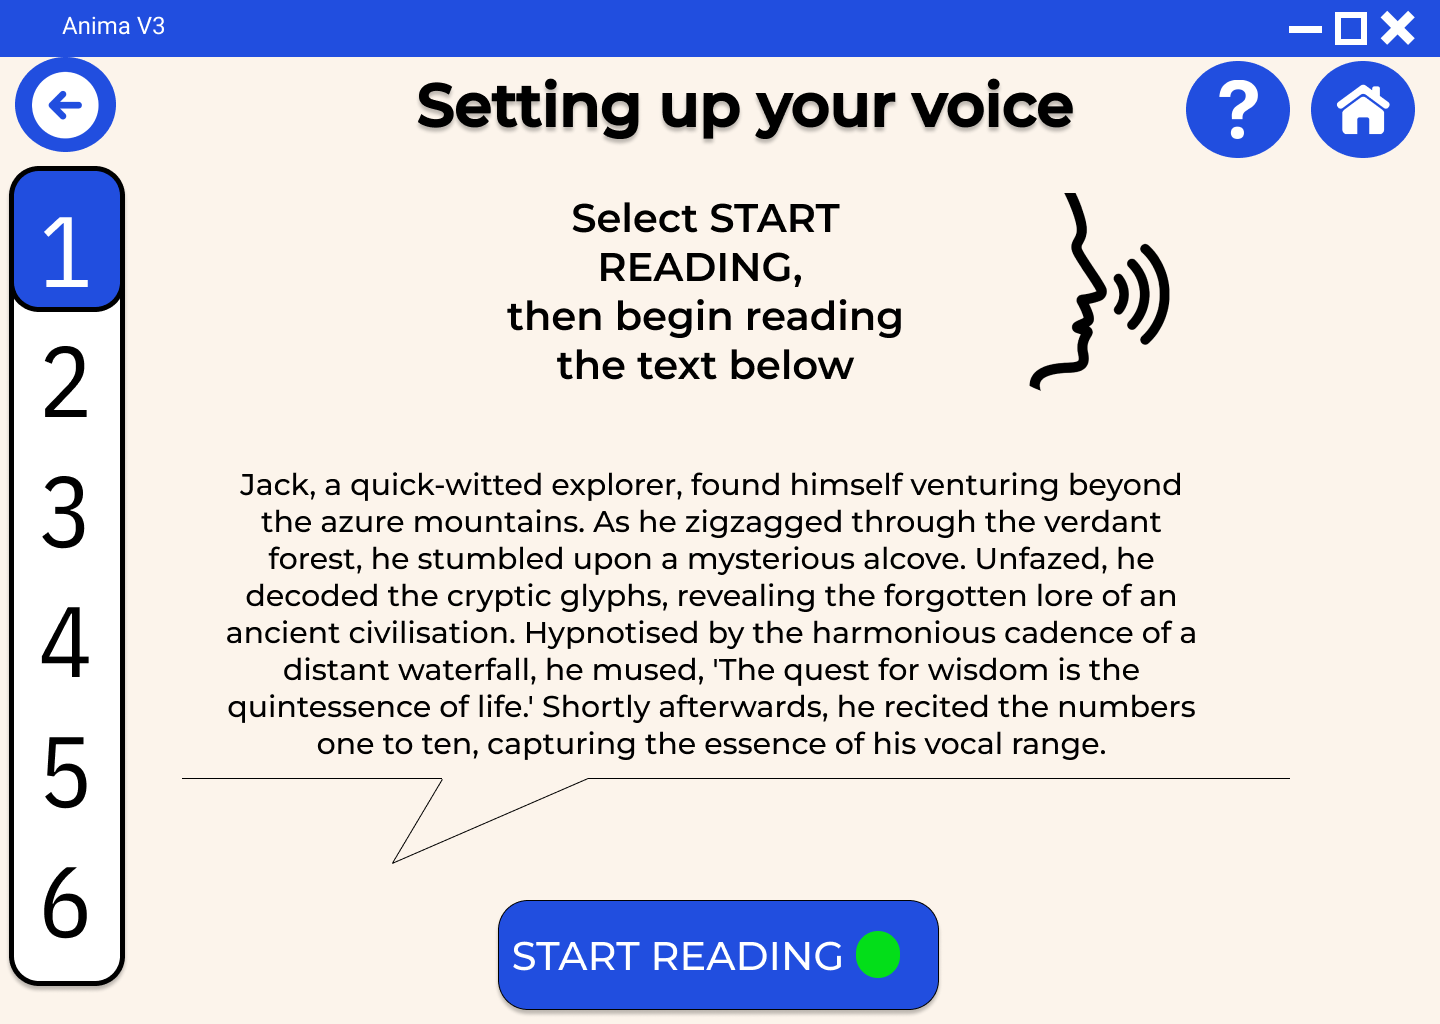 Anima V3
Setting up your voice
?
Select START
READING,
then begin reading
the text below
1
2
3
4
5
6
Jack, a quick-witted explorer, found himself venturing beyond
the azure mountains. As he zigzagged through the verdant
forest, he stumbled upon a mysterious alcove. Unfazed, he
decoded the cryptic glyphs, revealing the forgotten lore of an
ancient civilisation. Hypnotised by the harmonious cadence of a
distant waterfall, he mused, 'The quest for wisdom is the
quintessence of life.' Shortly afterwards, he recited the numbers
one to ten, capturing the essence of his vocal range.
START READING